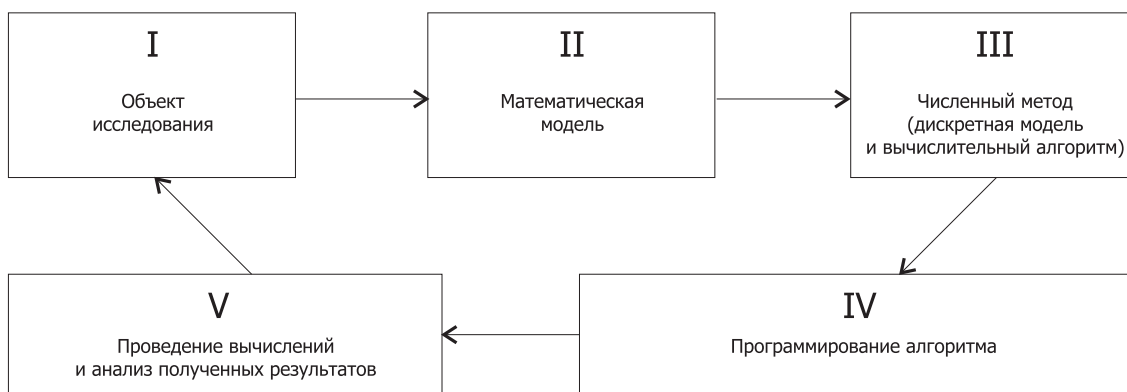 I
Объект
исследования
II
Математическая
модель
III
Численный метод
(дискретная модель
и вычислительный алгоритм)
IV
Программирование алгоритма
V
Проведение вычислений
и анализ полученных результатов